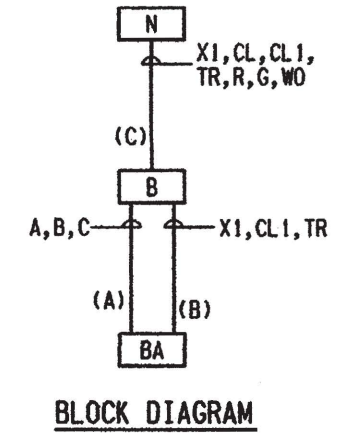 N
X1,CL,CL1,
TR,R,G,WO
(C)
B
A,B,C
X1,CL1,TR
(A)
(B)
BA
BLOCK DIAGRAM